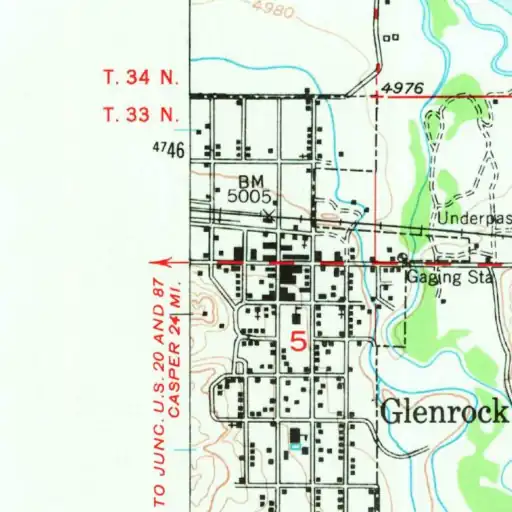 4980
T. 34 N.
4976
T. 33 N.
4746
BM
5005
Underpas
Gaging Sta
TO JUNC. U.S. 20 AND 87
CASPER 24 MI.
5
Glenrock